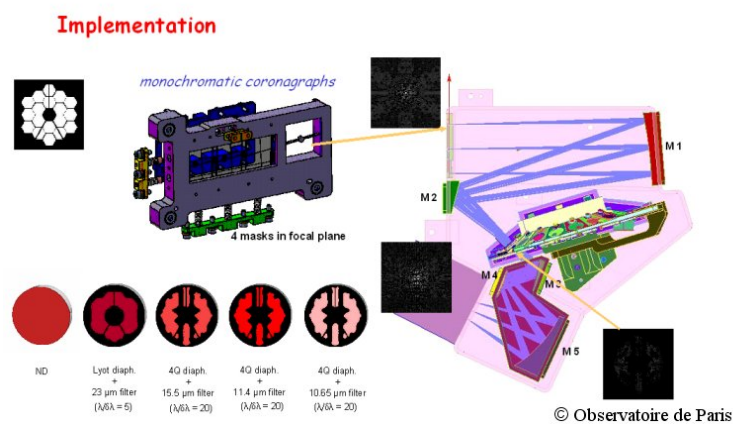 Implementation
monochromatic coronagraphs
M 1
M 2
4 masks in focal plane
M 4
M 3
M 5
ND
Lyot diaph.
+
23 µm filter
(λ/δλ = 5)
4Q diaph.
+
15.5 µm filter
(λ/δλ = 20)
4Q diaph.
+
11.4 µm filter
(λ/δλ = 20)
4Q diaph.
+
10.65 µm filter
(λ/δλ = 20)
© Observatoire de Paris